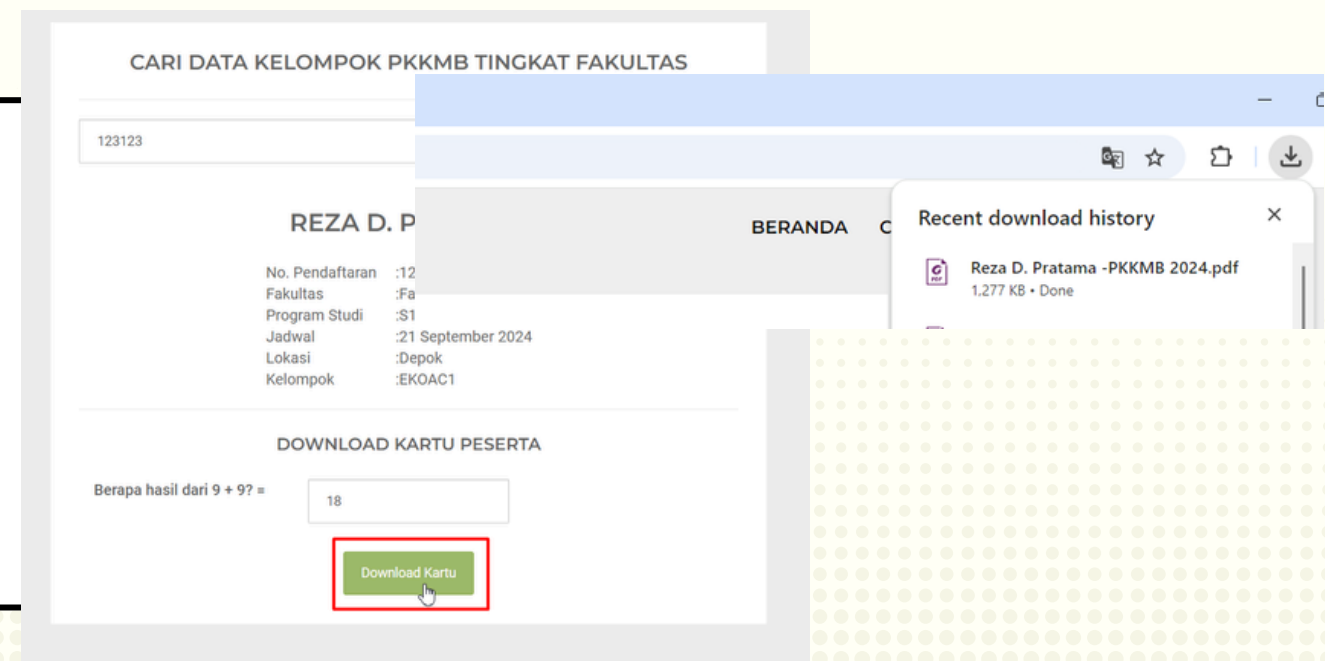 CARI DATA KELOMPOK PKKMB TINGKAT FAKULTAS
123123
REZA D. P
No. Pendaftaran :12
Fakultas :Fa
Program Studi :S1
Jadwal :21 September 2024
Lokasi :Depok
Kelompok :EKOAC1
DOWNLOAD KARTU PESERTA
Berapa hasil dari 9 + 9? =
18
Download Kartu
BERANDA C
Recent download history
Reza D. Pratama -PKKMB 2024.pdf
1,277 KB • Done